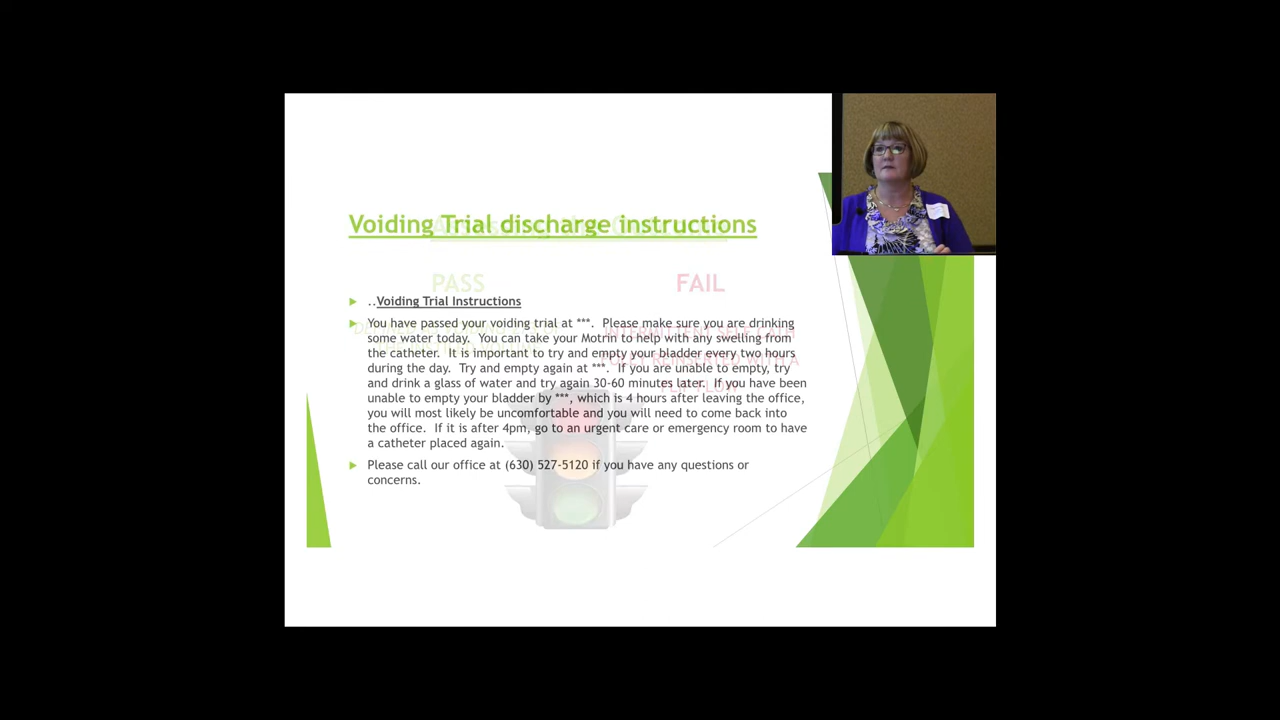 Voiding Trial discharge instructions
PASS
FAIL
..Voiding Trial Instructions
You have passed your voiding trial at ***. Please make sure you are drinking
some water today. You can take your Motrin to help with any swelling from
the catheter. It is important to try and empty your bladder every two hours
during the day. Try and empty again at ***. If you are unable to empty, try
and drink a glass of water and try again 30-60 minutes later. If you have been
unable to empty your bladder by ***, which is 4 hours after leaving the office,
you will most likely be uncomfortable and you will need to come back into
the office. If it is after 4pm, go to an urgent care or emergency room to have
a catheter placed again.
Please call our office at (630) 527-5120 if you have any questions or
concerns.